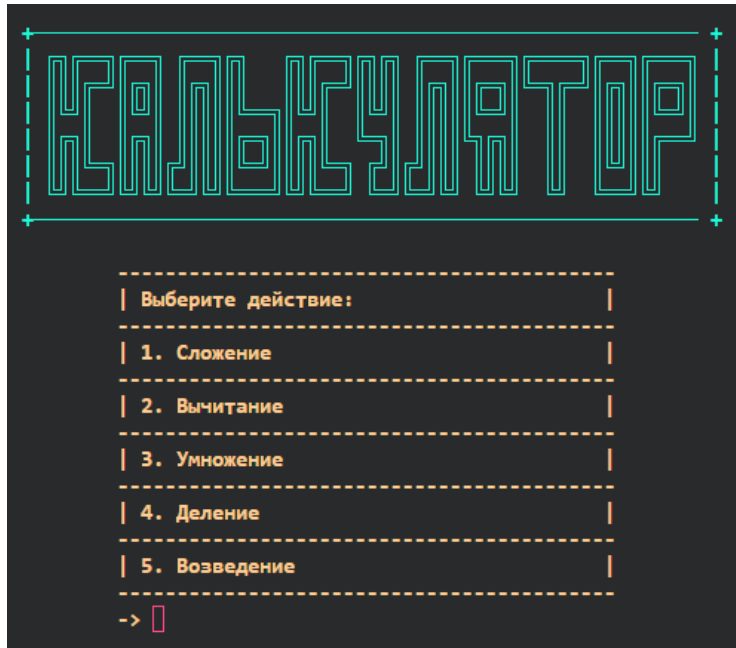 КАЛЬКУЛЯТОР
Выберите действие:
1. Сложение
2. Вычитание
3. Умножение
4. Деление
5. Возведение
->